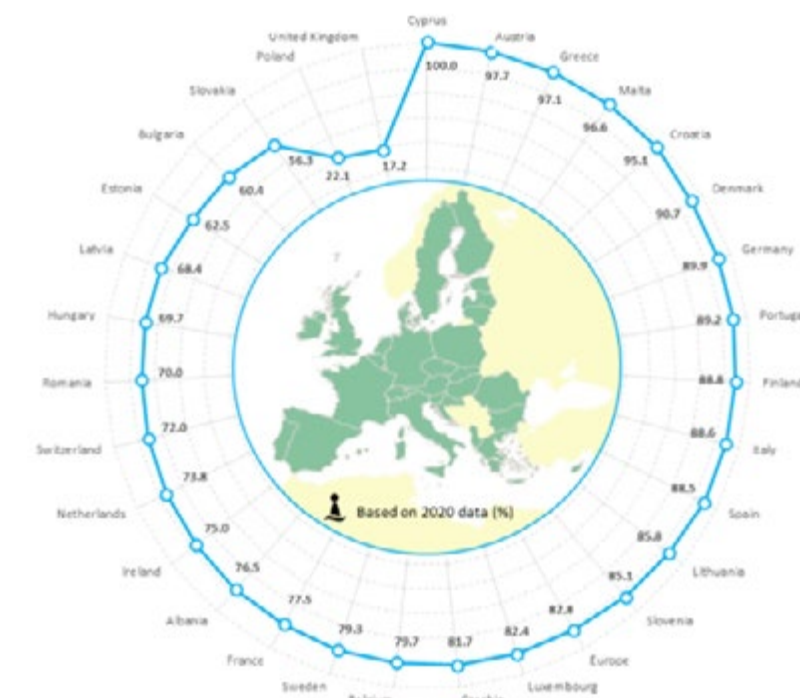 Cyprus
100.0
Austria
97.7
Greece
97.1
Malta
96.6
Croatia
95.1
Denmark
90.7
Germany
89.9
Portuga
89.2
Finland
88.8
Italy
88.6
Spain
88.5
Lithuania
85.8
Slovenia
85.1
Europe
82.8
Luxembourg
82.4
81.7
79.7
Sweden
79.3
France
77.5
Albania
76.5
Ireland
75.0
Netherlands
73.8
Switzerland
72.0
Romania
70.0
Hungary
69.7
Latvia
68.4
Estonia
62.5
Bulgaria
60.4
Slovakia
56.3
Poland
22.1
United Kingdom
17.2
Based on 2020 data (%)